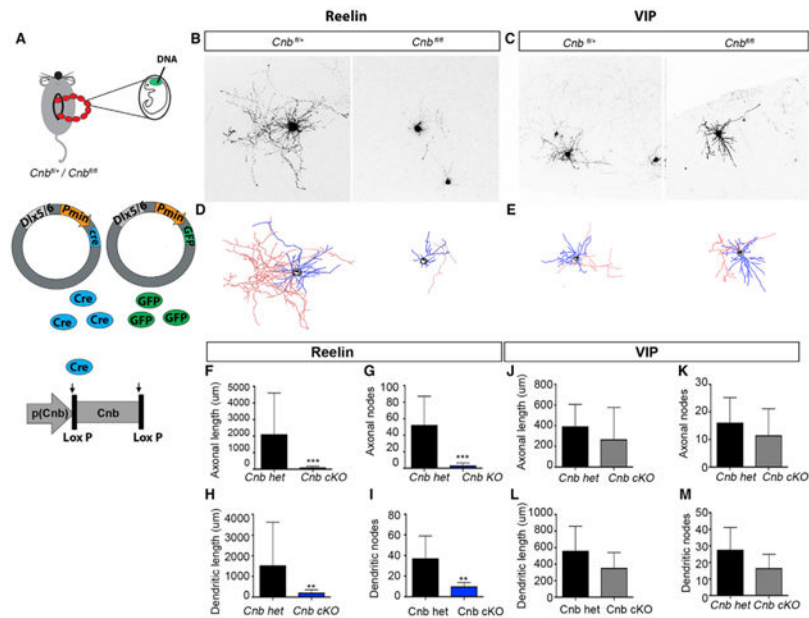 Reelin
VIP
A
DNA
Cnb fl/+ / Cnb fl/fl
Dlx5/6 Pmin cre
Dlx5/6 Pmin GFP
Cre
Cre Cre
GFP
GFP GFP
Cre
p(Cnb) Cnb
Lox P Lox P
B
Cnb fl/+ Cnb fl/fl
C
Cnb fl/+ Cnb fl/fl
D
E
Reelin
VIP
F
Axonal length (um)
5000
4000
3000
2000
1000
0
***
Cnb het Cnb cKO
G
Axonal nodes
100
80
60
40
20
0
***
Cnb het Cnb KO
H
Dendritic length (um)
4000
3000
2000
1000
0
**
Cnb het Cnb cKO
I
Dendritic nodes
80
60
40
20
0
**
Cnb het Cnb cKO
J
Axonal length (um)
800
600
400
200
0
Cnb het Cnb cKO
K
Axonal nodes
30
20
10
0
Cnb het Cnb cKO
L
Dendritic length (um)
1000
800
600
400
200
0
Cnb het Cnb cKO
M
Dendritic nodes
50
40
30
20
10
0
Cnb het Cnb cKO